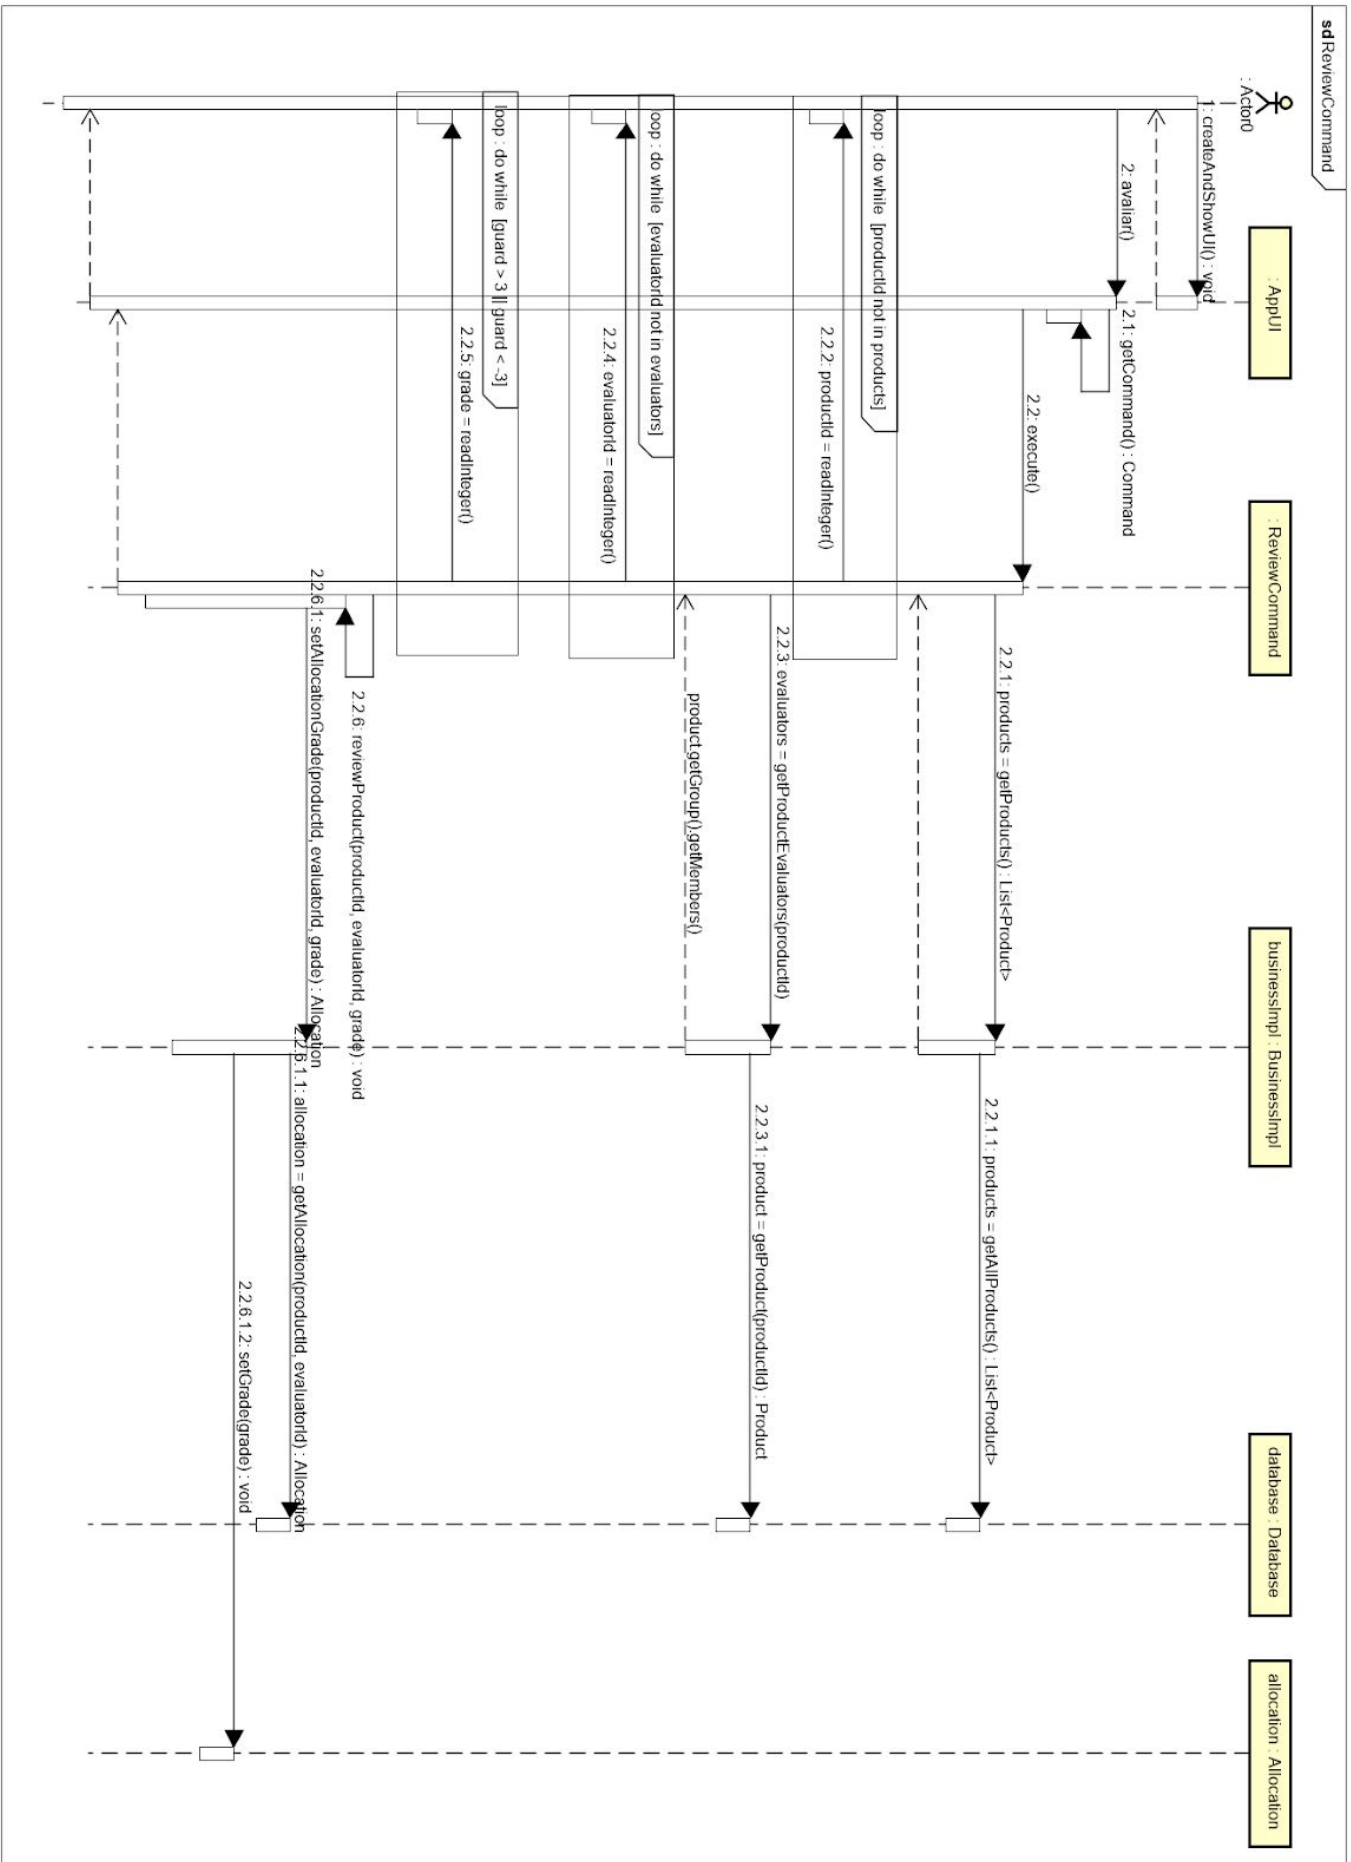 sd ReviewCommand
: Actor0
: AppUI
: ReviewCommand
businessImpl : BusinessImpl
database : Database
allocation : Allocation
1: createAndShowUI() : void
2: avaliar()
2.1: getCommand() : Command
2.2: execute()
2.2.1: products = getProducts() : List<Product>
2.2.1.1: products = getAllProducts() : List<Product>
loop : do while [productId not in products]
2.2.2: productId = readInteger()
2.2.3: evaluators = getProductEvaluators(productId)
2.2.3.1: product = getProduct(productId) : Product
product.getGroup().getMembers()
loop : do while [evaluatorId not in evaluators]
2.2.4: evaluatorId = readInteger()
loop : do while [guard > 3 || guard < -3]
2.2.5: grade = readInteger()
2.2.6: reviewProduct(productId, evaluatorId, grade) : void
2.2.6.1: setAllocationGrade(productId, evaluatorId, grade) : Allocation
2.2.6.1.1: allocation = getAllocation(productId, evaluatorId) : Allocation
2.2.6.1.2: setGrade(grade) : void